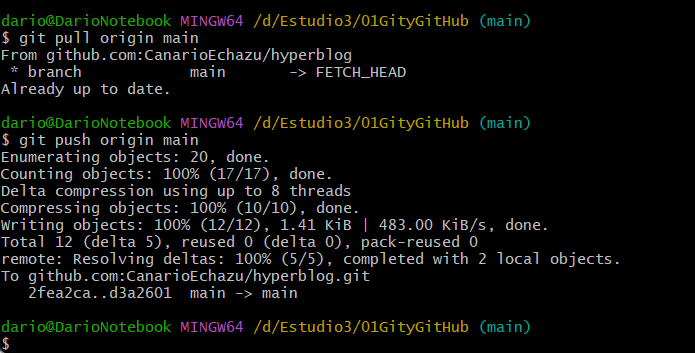 dario@DarioNotebook MINGW64 /d/Estudio3/01GityGitHub (main)
$ git pull origin main
From github.com:CanarioEchazu/hyperblog
 * branch            main       -> FETCH_HEAD
Already up to date.

dario@DarioNotebook MINGW64 /d/Estudio3/01GityGitHub (main)
$ git push origin main
Enumerating objects: 20, done.
Counting objects: 100% (17/17), done.
Delta compression using up to 8 threads
Compressing objects: 100% (10/10), done.
Writing objects: 100% (12/12), 1.41 KiB | 483.00 KiB/s, done.
Total 12 (delta 5), reused 0 (delta 0), pack-reused 0
remote: Resolving deltas: 100% (5/5), completed with 2 local objects.
To github.com:CanarioEchazu/hyperblog.git
   2fea2ca..d3a2601  main -> main

dario@DarioNotebook MINGW64 /d/Estudio3/01GityGitHub (main)
$